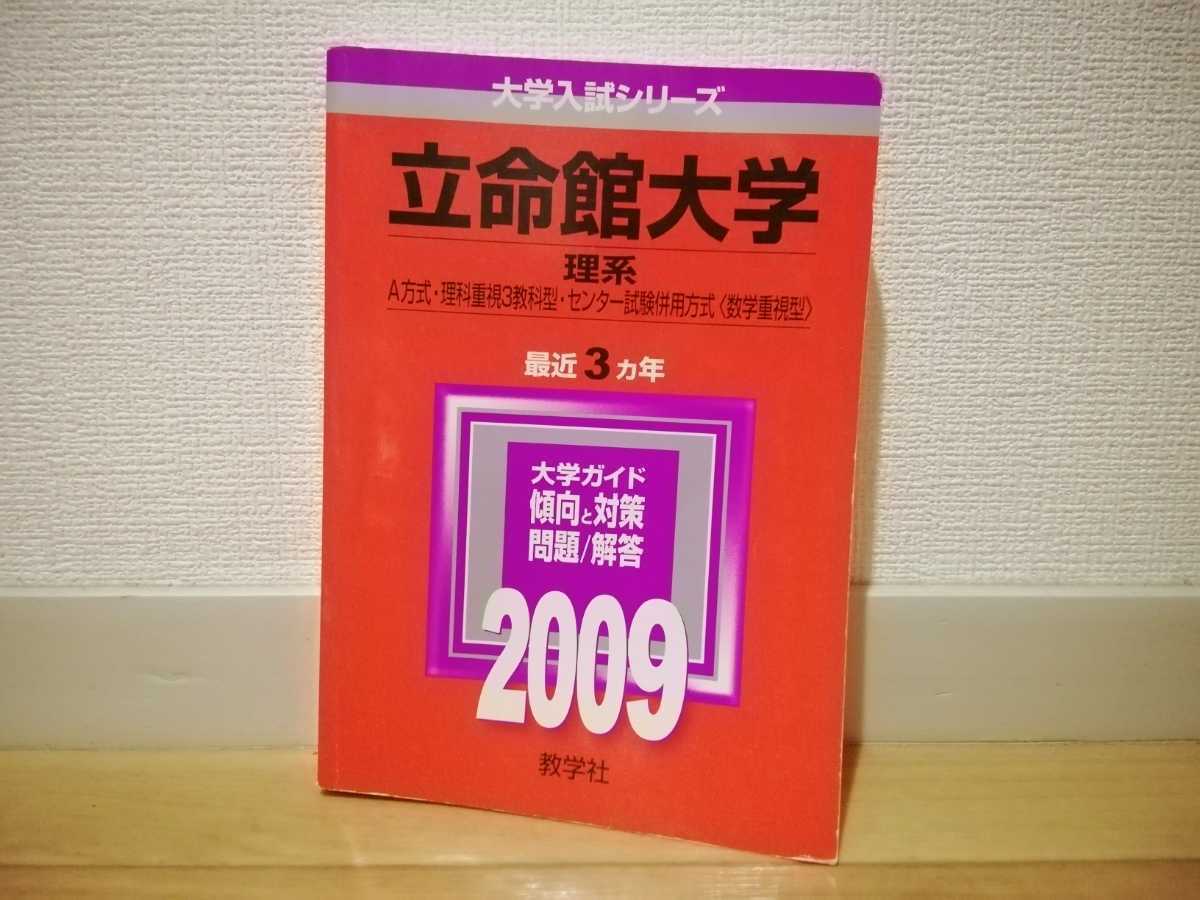 大学入試シリーズ
立命館大学
理系
A方式・理科重視3教科型・センター試験併用方式〈数学重視型〉
最近3ヵ年
大学ガイド
傾向と対策
問題/解答
2009
教学社